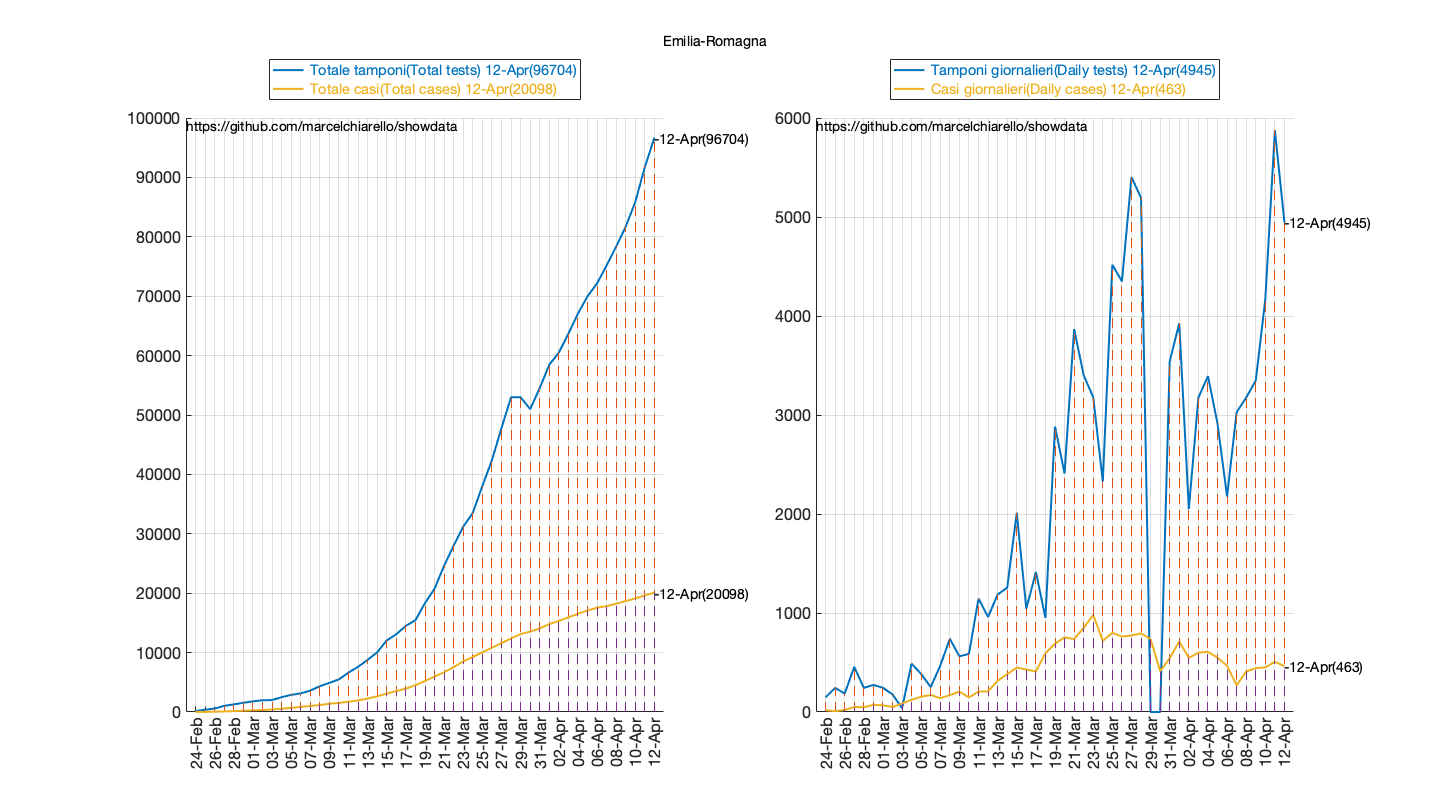 Emilia-Romagna
Totale tamponi(Total tests) 12-Apr(96704)
Totale casi(Total cases) 12-Apr(20098)
https://github.com/marcelchiarello/showdata
100000
90000
80000
70000
60000
50000
40000
30000
20000
10000
0
12-Apr(96704)
12-Apr(20098)
24-Feb
26-Feb
28-Feb
01-Mar
03-Mar
05-Mar
07-Mar
09-Mar
11-Mar
13-Mar
15-Mar
17-Mar
19-Mar
21-Mar
23-Mar
25-Mar
27-Mar
29-Mar
31-Mar
02-Apr
04-Apr
06-Apr
08-Apr
10-Apr
12-Apr
Tamponi giornalieri(Daily tests) 12-Apr(4945)
Casi giornalieri(Daily cases) 12-Apr(463)
https://github.com/marcelchiarello/showdata
6000
5000
4000
3000
2000
1000
0
12-Apr(4945)
12-Apr(463)
24-Feb
26-Feb
28-Feb
01-Mar
03-Mar
05-Mar
07-Mar
09-Mar
11-Mar
13-Mar
15-Mar
17-Mar
19-Mar
21-Mar
23-Mar
25-Mar
27-Mar
29-Mar
31-Mar
02-Apr
04-Apr
06-Apr
08-Apr
10-Apr
12-Apr